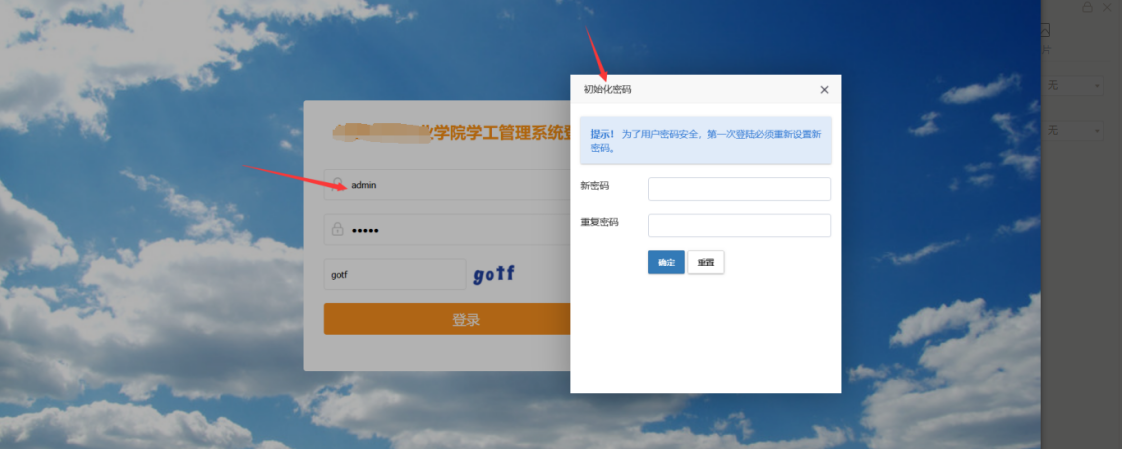 学院学工管理系统登
admin
•••••
gotf
gotf
登录
初始化密码
提示! 为了用户密码安全,第一次登陆必须重新设置新
密码。
新密码
重复密码
确定 重置
片
无
无